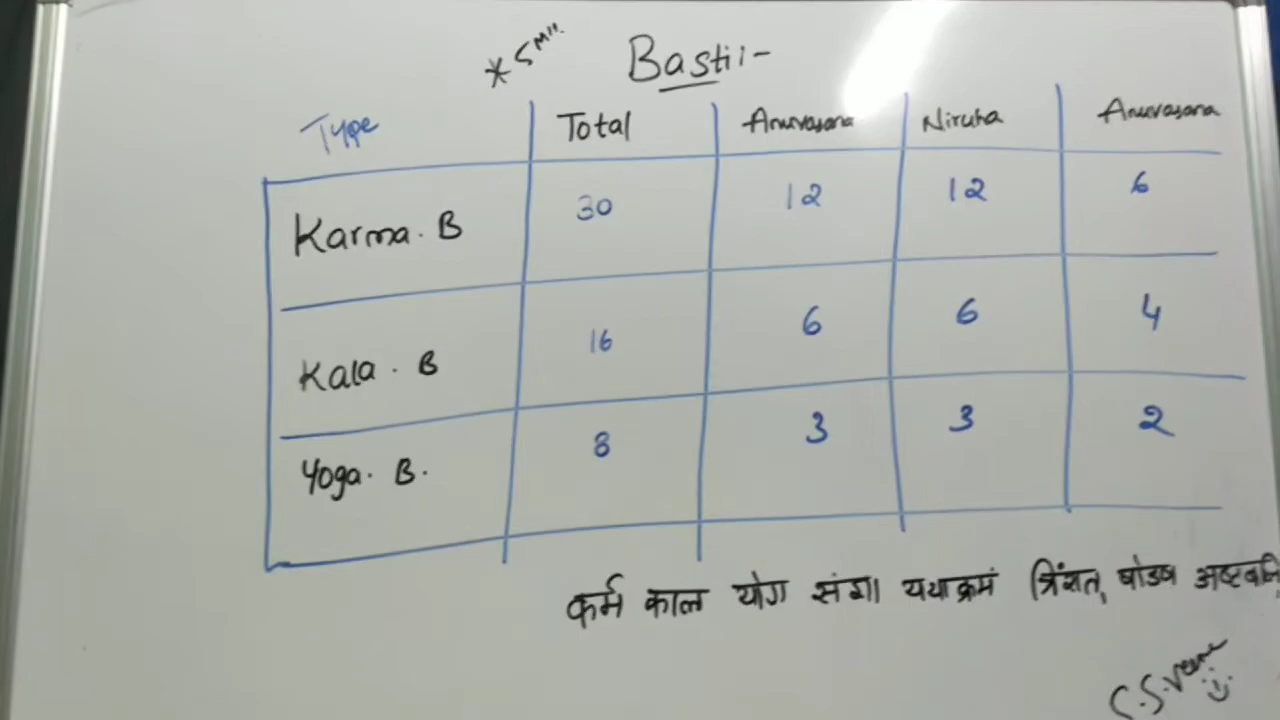 Basti:-
Type Total Anuvasana Niruha Anuvasana
Karma. B 30 12 12 6
Kala. B 16 6 6 4
Yoga. B. 8 3 3 2
कर्म काल योग यथाक्रमं त्रिंशत्, षोडष
S.S.